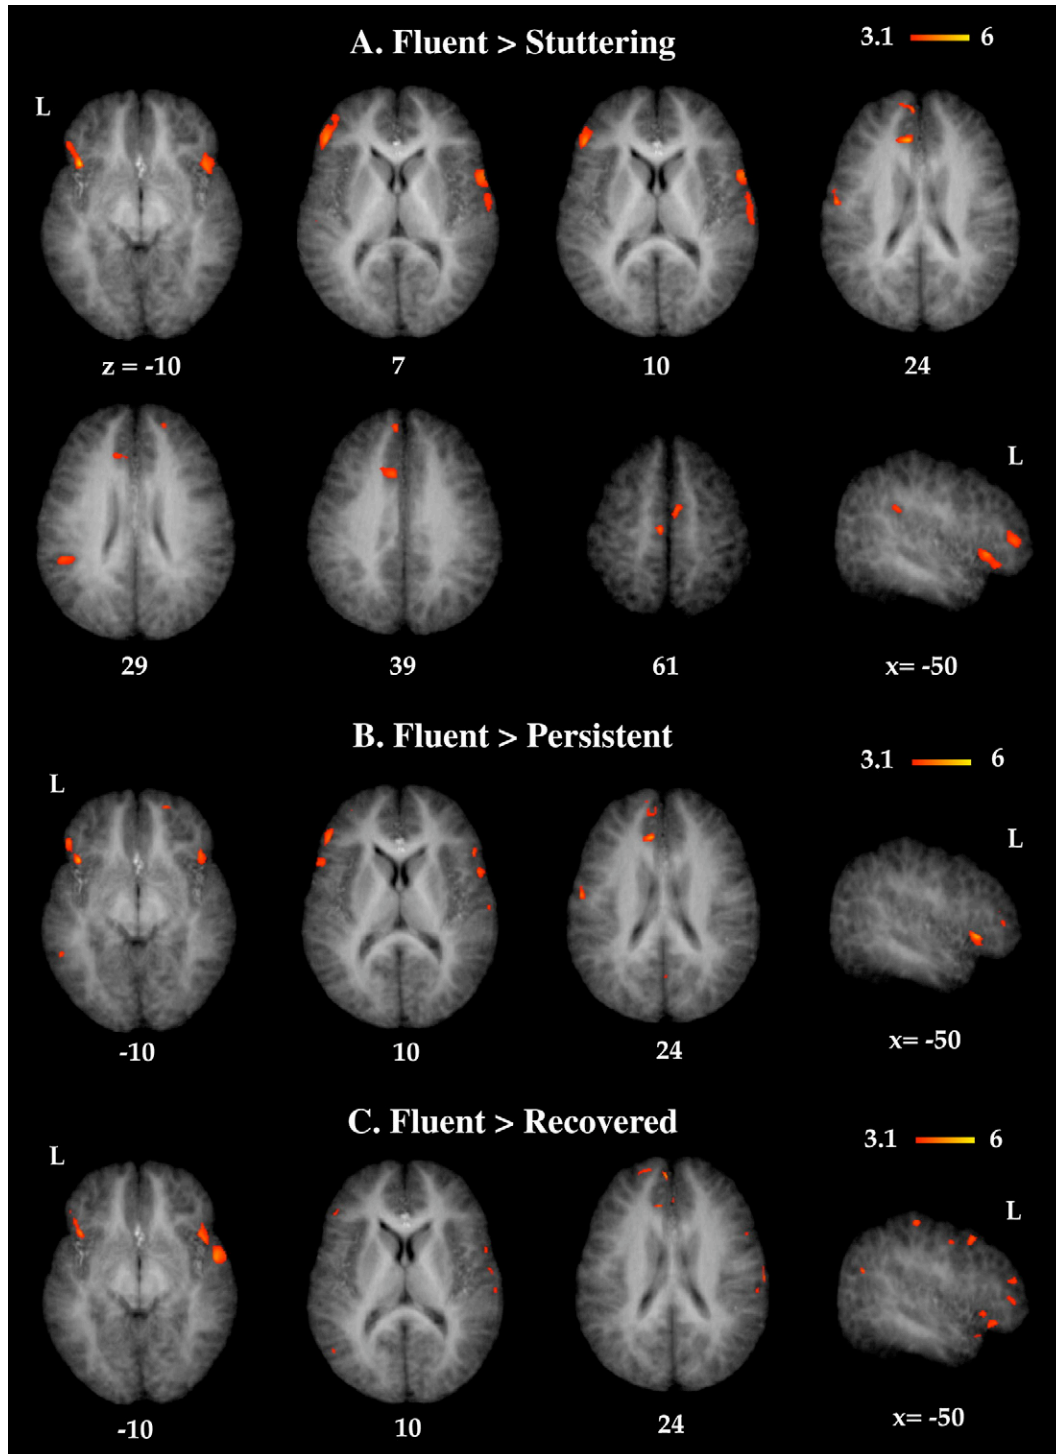 A. Fluent > Stuttering
3.1 6
L
z = -10 7 10 24
L
29 39 61 x= -50
B. Fluent > Persistent
3.1 6
L
L
-10 10 24 x= -50
C. Fluent > Recovered
3.1 6
L
L
-10 10 24 x= -50